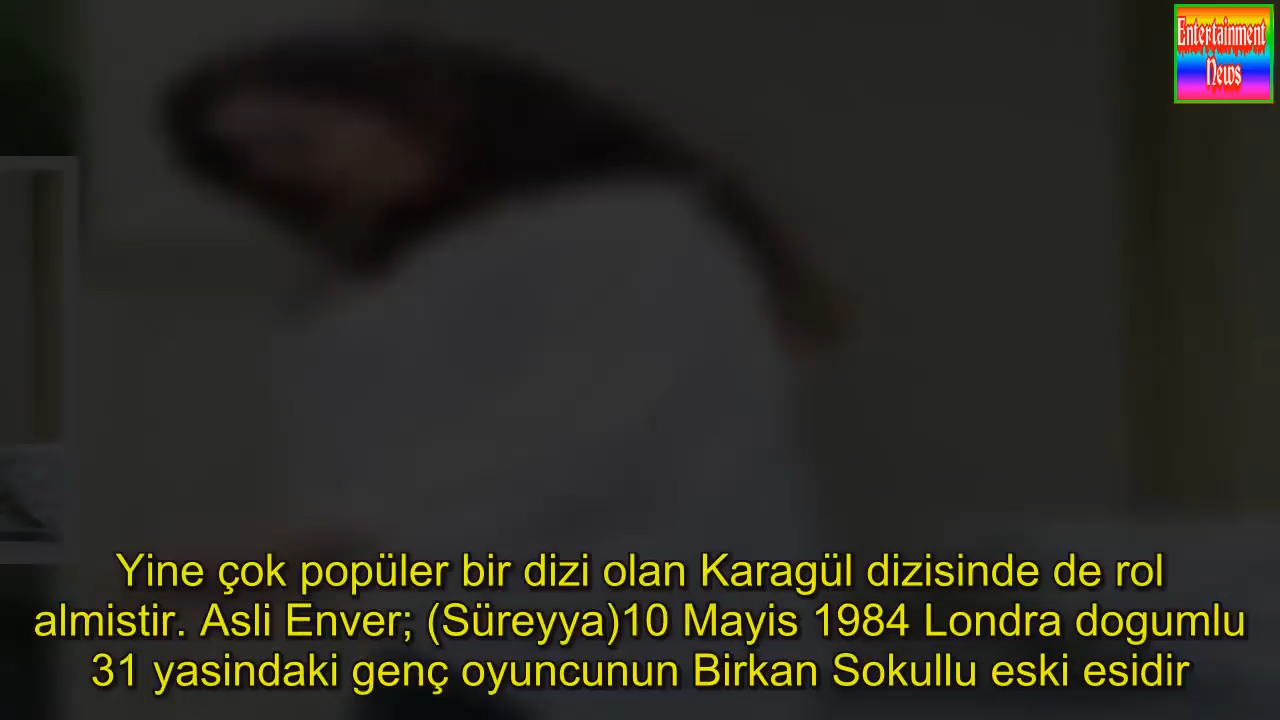 Entertainment
News
Yine çok popüler bir dizi olan Karagül dizisinde de rol
almistir. Asli Enver; (Süreyya)10 Mayis 1984 Londra dogumlu
31 yasindaki genç oyuncunun Birkan Sokullu eski esidir